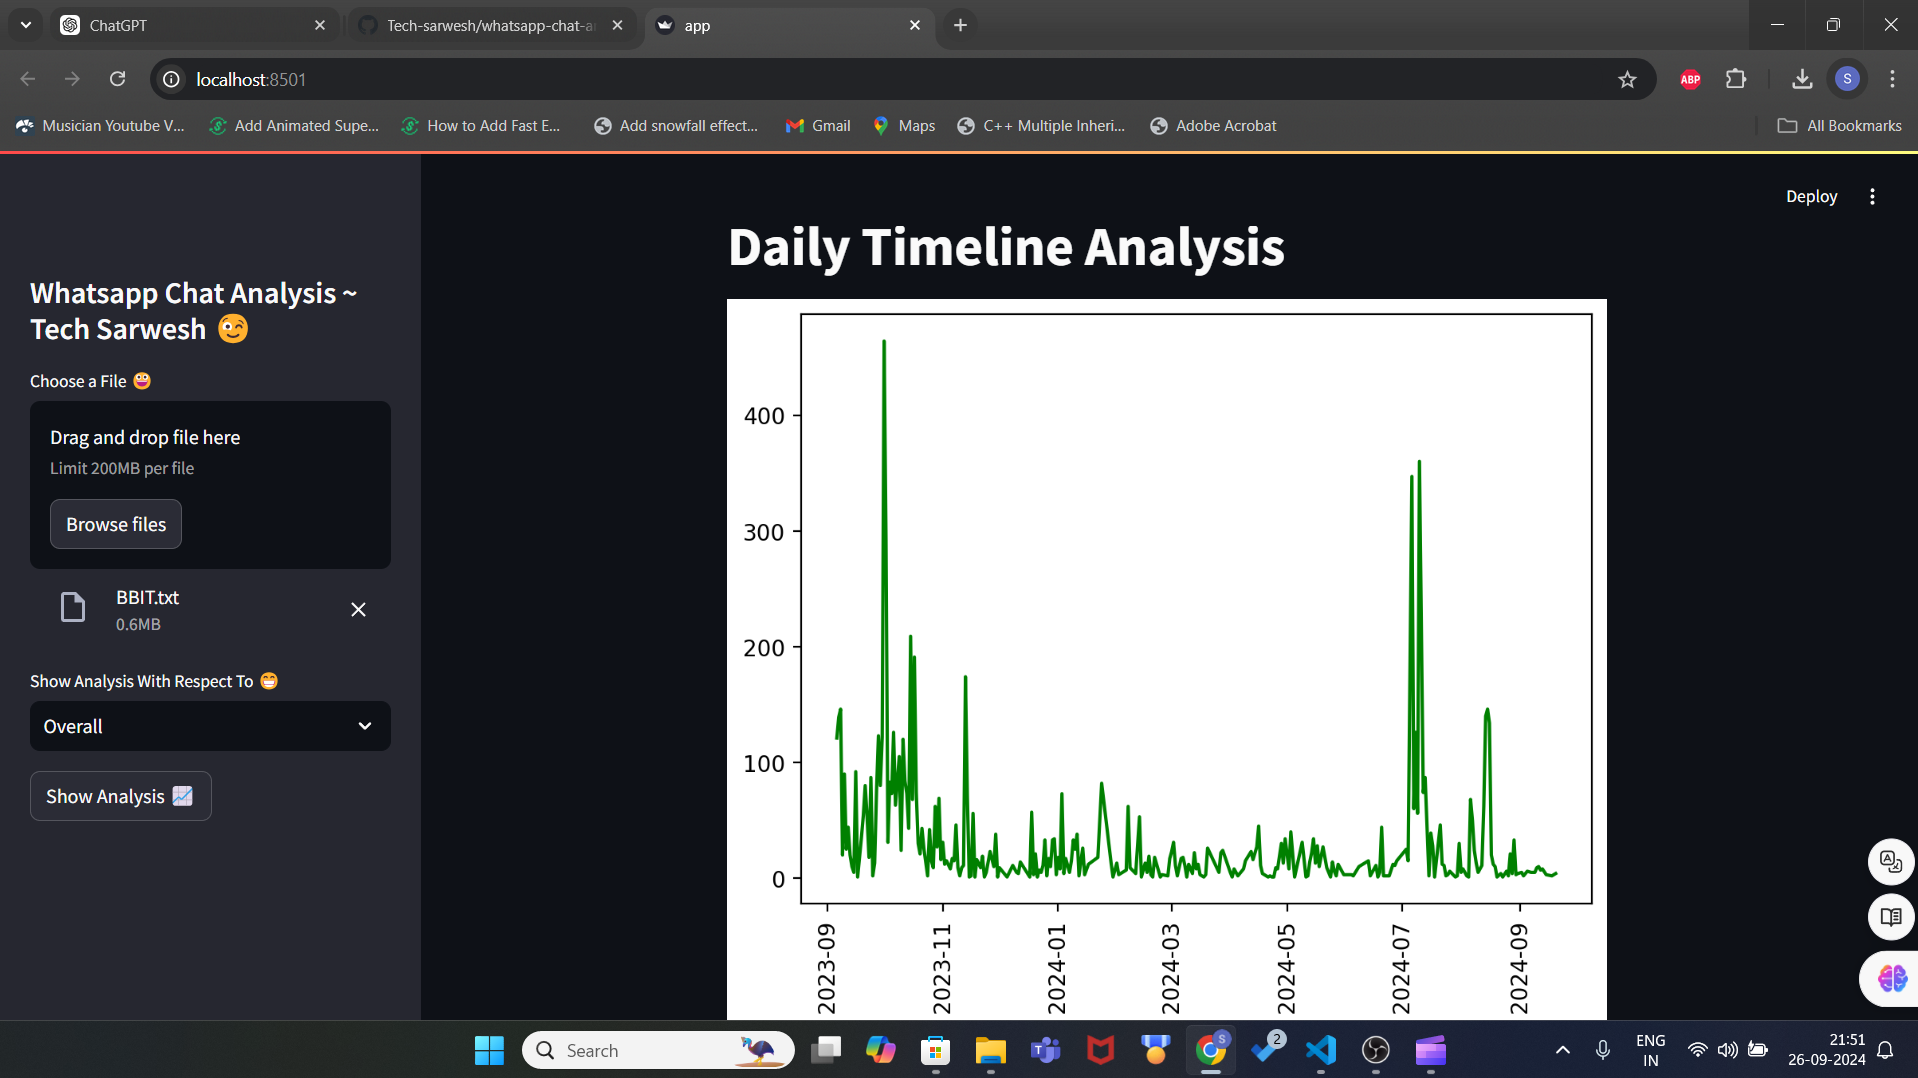 ChatGPT
Tech-sarwesh/whatsapp-chat-a
app
localhost:8501
ABP
S
Musician Youtube V...
Add Animated Supe...
How to Add Fast E...
Add snowfall effect...
Gmail
Maps
C++ Multiple Inheri...
Adobe Acrobat
All Bookmarks
Deploy
Whatsapp Chat Analysis ~
Tech Sarwesh 😉
Choose a File 😀
Drag and drop file here
Limit 200MB per file
Browse files
BBIT.txt
0.6MB
Show Analysis With Respect To 😁
Overall
Show Analysis 📈
Daily Timeline Analysis
400
300
200
100
0
2023-09
2023-11
2024-01
2024-03
2024-05
2024-07
2024-09
Search
S
2
ENG
IN
21:51
26-09-2024